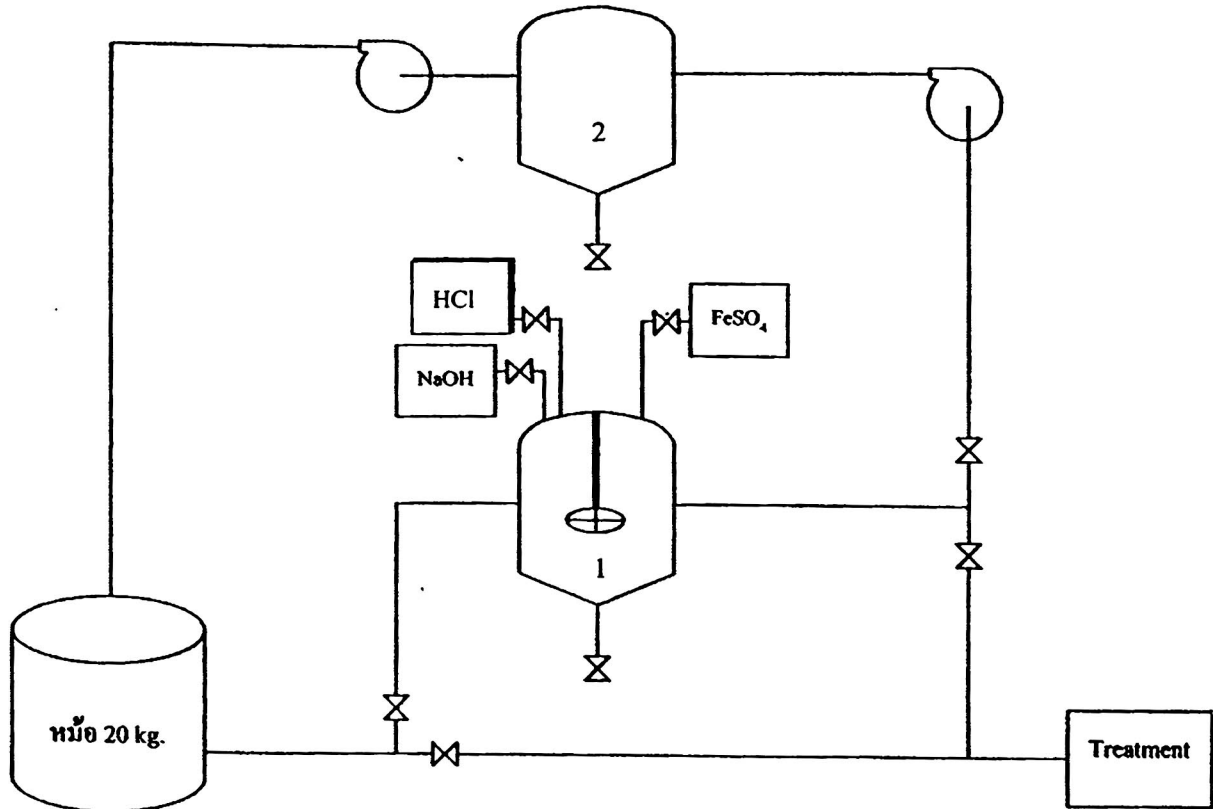 2
HCl
FeSO₄
NaOH
1
หม้อ 20 kg.
Treatment